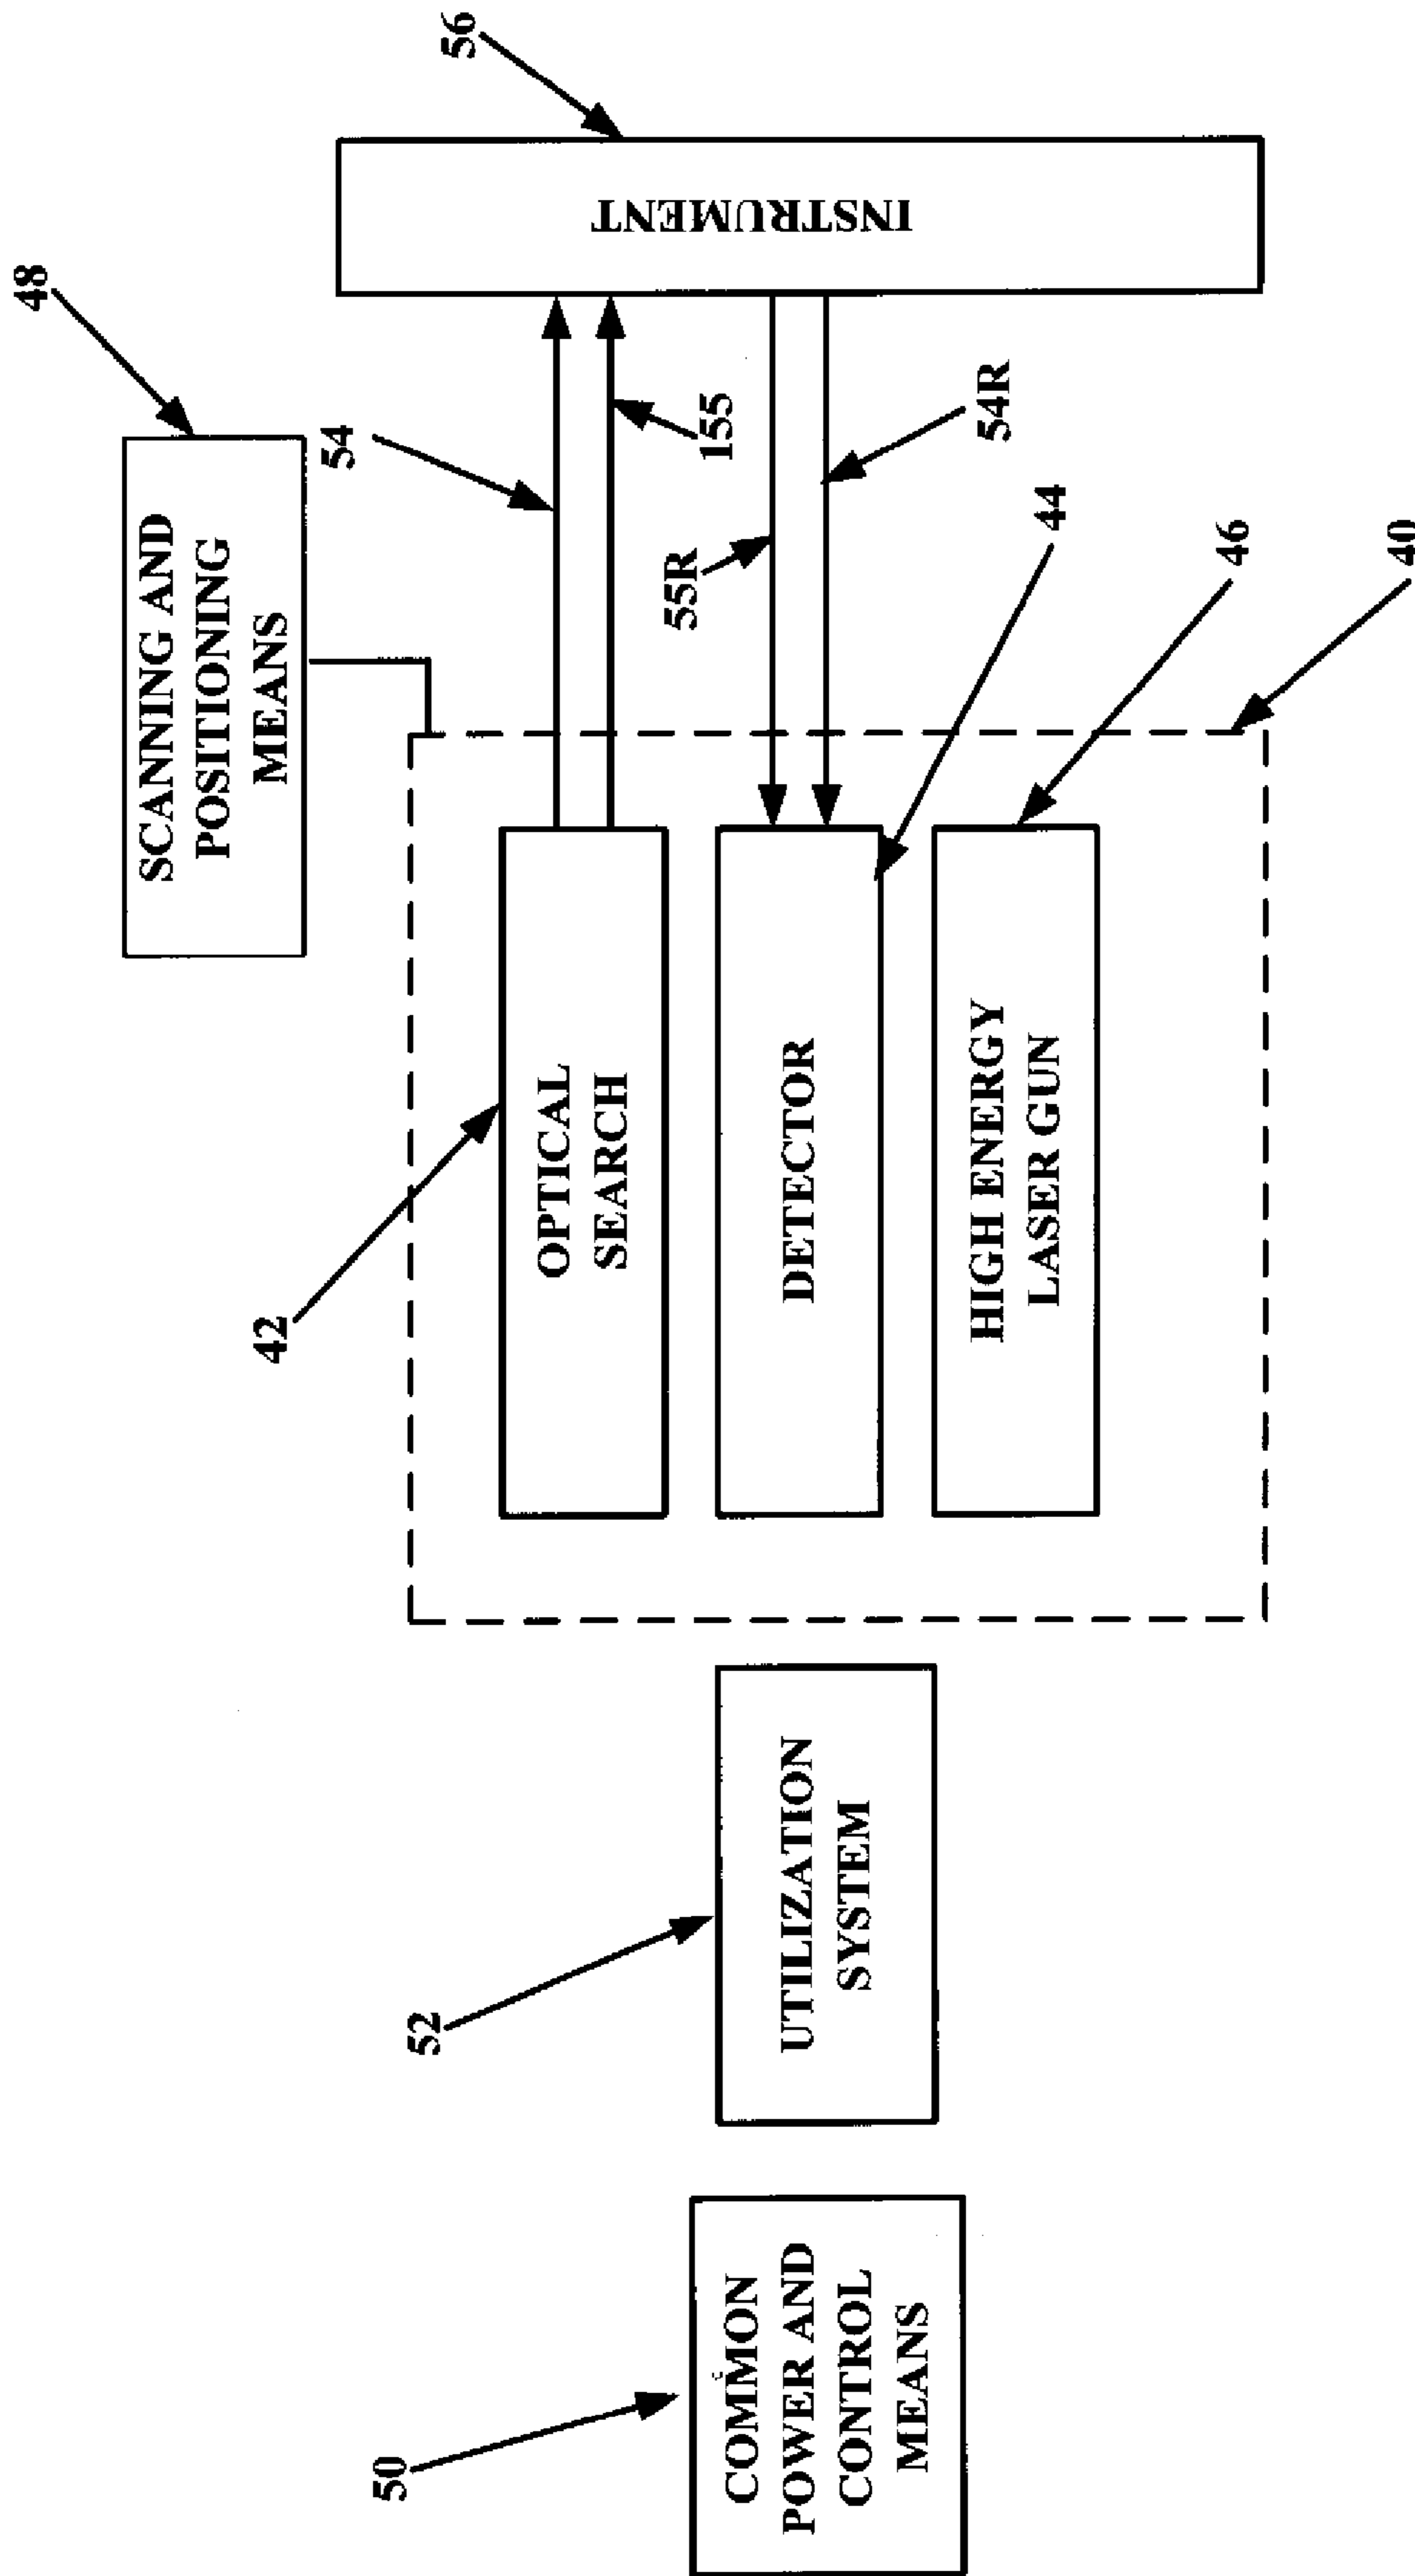 48
SCANNING AND
POSITIONING
MEANS
56
54
42
OPTICAL
SEARCH
155
INSTRUMENT
55R
54R
52
50
COMMON
POWER AND
CONTROL
MEANS
UTILIZATION
SYSTEM
DETECTOR
44
HIGH ENERGY
LASER GUN
46
40